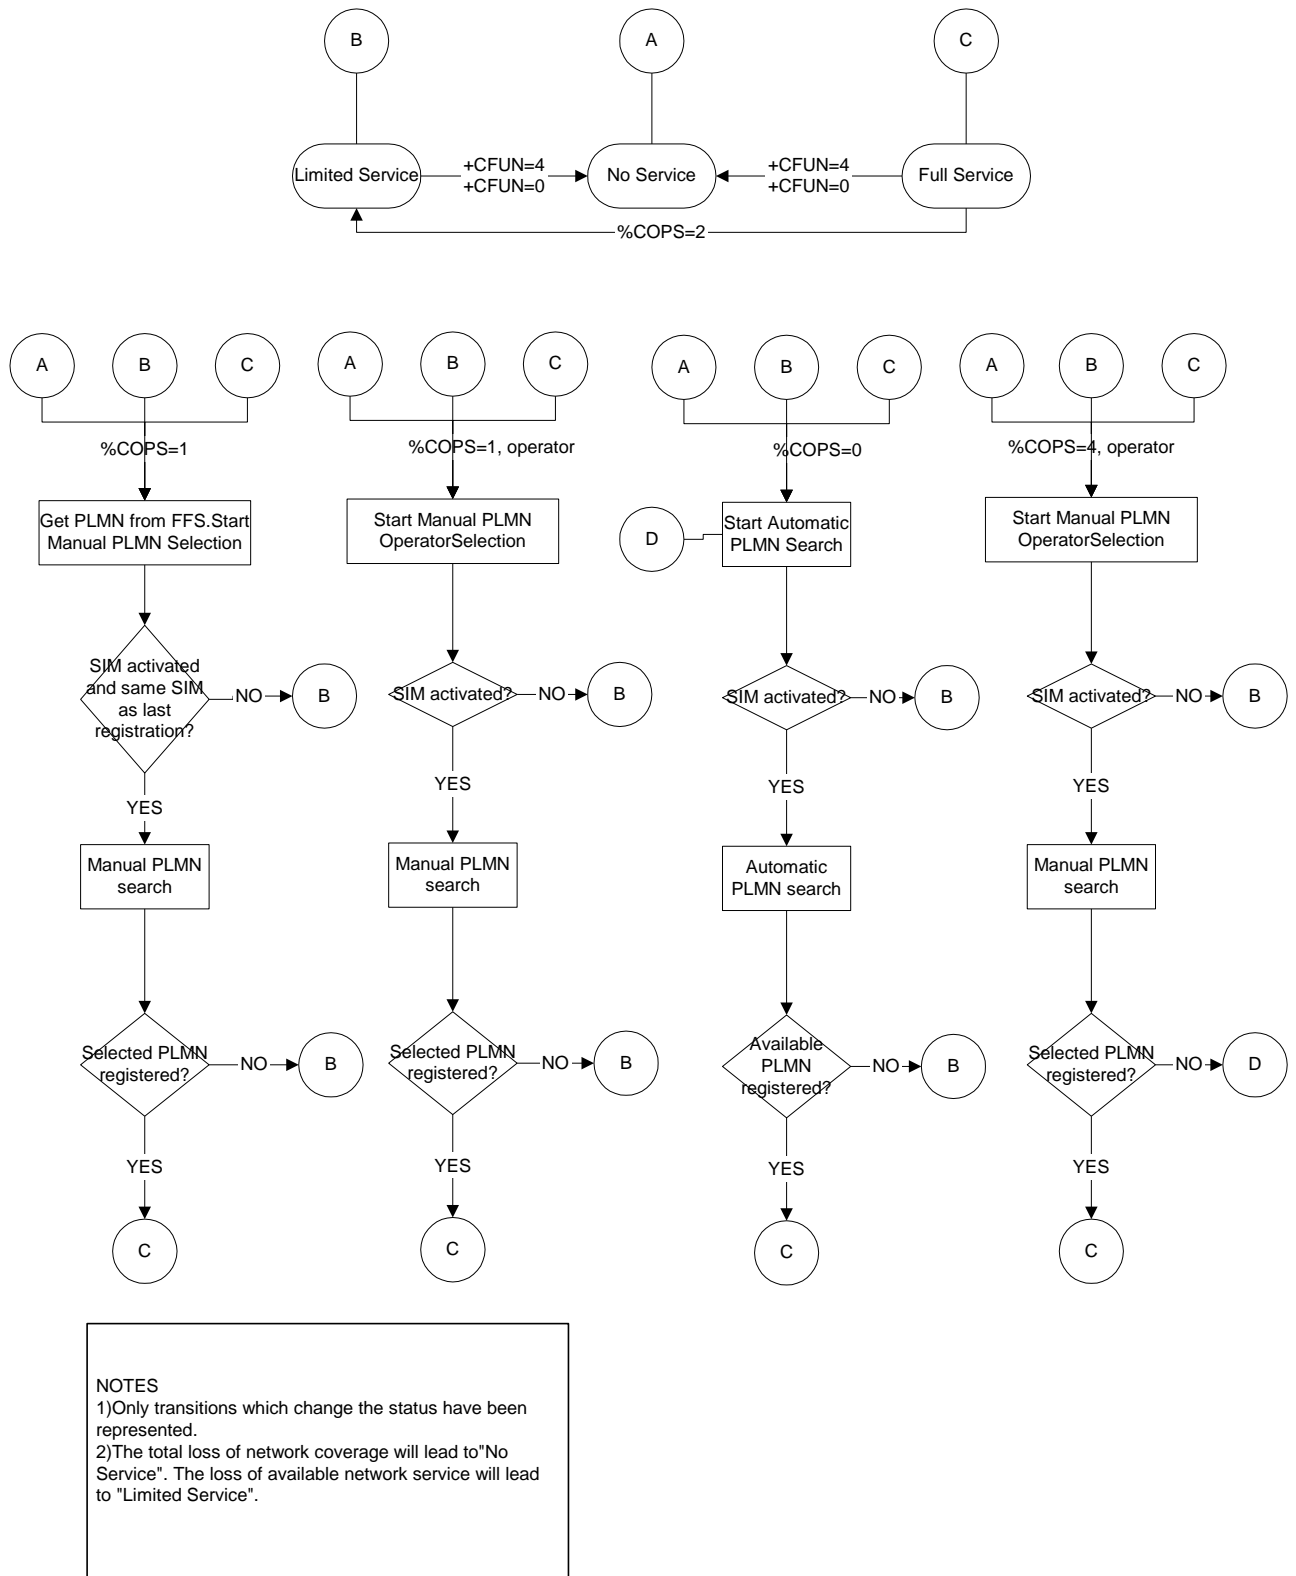 B
A
C
Limited Service
+CFUN=4
+CFUN=0
No Service
+CFUN=4
+CFUN=0
Full Service
%COPS=2
A
B
C
A
B
C
A
B
C
A
B
C
%COPS=1
%COPS=1, operator
%COPS=0
%COPS=4, operator
Get PLMN from FFS.Start
Manual PLMN Selection
Start Manual PLMN
OperatorSelection
D
Start Automatic
PLMN Search
Start Manual PLMN
OperatorSelection
SIM activated
and same SIM
as last
registration?
NO
B
SIM activated?
NO
B
SIM activated?
NO
B
SIM activated?
NO
B
YES
YES
YES
YES
Manual PLMN
search
Manual PLMN
search
Automatic
PLMN search
Manual PLMN
search
Selected PLMN
registered?
NO
B
Selected PLMN
registered?
NO
B
Available
PLMN
registered?
NO
B
Selected PLMN
registered?
NO
D
YES
YES
YES
YES
C
C
C
C
NOTES
1)Only transitions which change the status have been
represented.
2)The total loss of network coverage will lead to"No
Service". The loss of available network service will lead
to "Limited Service".